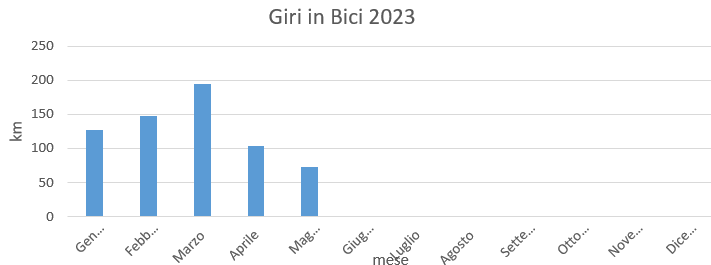 Giri in Bici 2023
250
200
150
100
50
0
km
Gen...
Febb...
Marzo
Aprile
Mag...
Giug...
Luglio
Agosto
Sette...
Otto...
Nove...
Dice...
mese